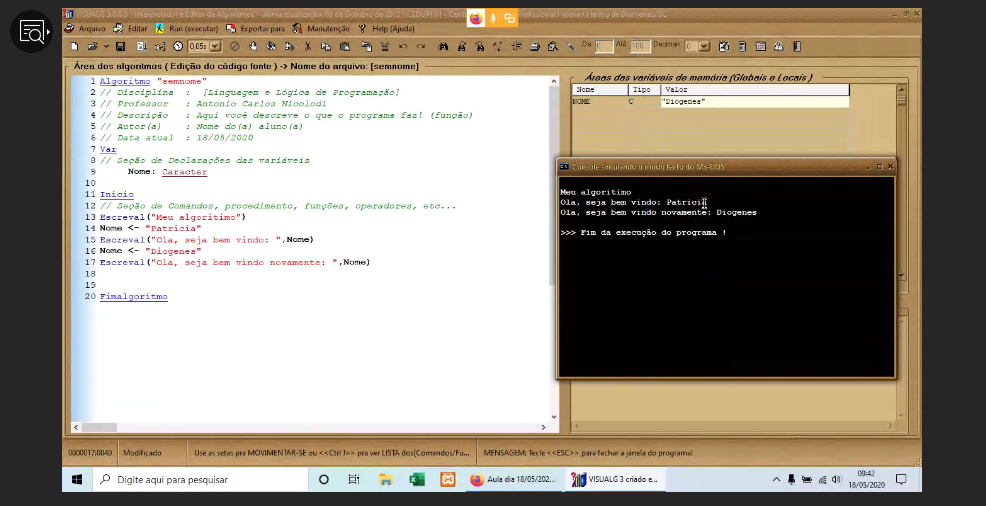 VISUALG 3.0.6.5 - Interpretador e Editor de Algoritmos - última atualização: 03 de Outubro de 2015
Profissional Hermann Hering de Blumenau, SC
Arquivo Editar Run (executar) Exportar para Manutenção Help (Ajuda)
0,05s De: 0 Até 100 Decimais: 0
Área dos algoritmos ( Edição do código fonte ) -> Nome do arquivo: [semnome]
1 Algoritmo "semnome"
2 // Disciplina : [Linguagem e Lógica de Programação]
3 // Professor : Antonio Carlos Nicolodi
4 // Descrição : Aqui você descreve o que o programa faz! (função)
5 // Autor(a) : Nome do(a) aluno(a)
6 // Data atual : 18/05/2020
7 Var
8 // Seção de Declarações das variáveis
9 Nome: Caracter
10
11 Inicio
12 // Seção de Comandos, procedimento, funções, operadores, etc...
13 Escreval("Meu algoritimo")
14 Nome <- "Patricia"
15 Escreval("Ola, seja bem vindo: ",Nome)
16 Nome <- "Diogenes"
17 Escreval("Ola, seja bem vindo novamente: ",Nome)
18
19
20 Fimalgoritmo
Áreas das variáveis de memória (Globais e Locais )
Nome Tipo Valor
NOME C "Diogenes"
Console simulando o modo texto do MS-DOS
Meu algoritimo
Ola, seja bem vindo: Patricia
Ola, seja bem vindo novamente: Diogenes
>>> Fim da execução do programa !
0000017:0040 Modificado Use as setas pra MOVIMENTAR-SE ou <<Ctrl J>> pra ver LISTA dos[Comandos/Fu... MENSAGEM: Tecle <<ESC>> para fechar a janela do programa!
Digite aqui para pesquisar
Aula dia 18/05/202...
VISUALG 3 criado e...
09:42
18/05/2020